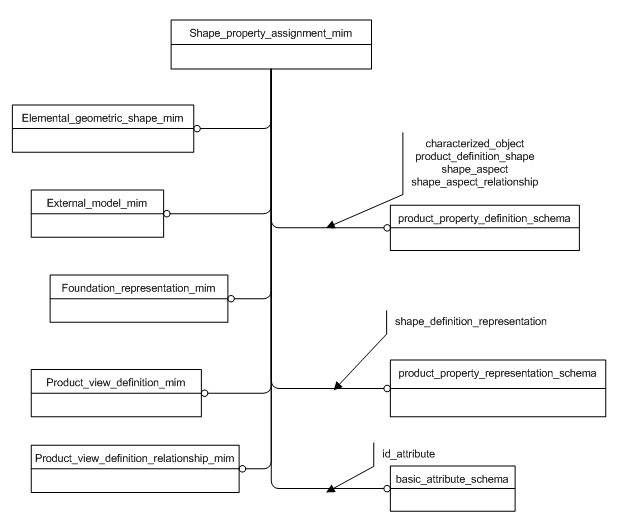 Shape_property_assignment_mim
Elemental_geometric_shape_mim
characterized_object
product_definition_shape
shape_aspect
shape_aspect_relationship
External_model_mim
product_property_definition_schema
Foundation_representation_mim
shape_definition_representation
Product_view_definition_mim
product_property_representation_schema
Product_view_definition_relationship_mim
id_attribute
basic_attribute_schema